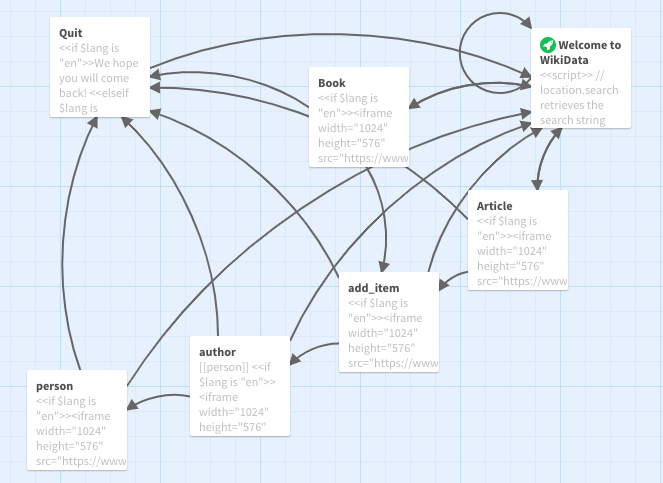 Quit
<<if $lang is
"en">>We hope
you will come
back! <<elseif
$lang is
Welcome to
WikiData
<<script>> //
location.search
retrieves the
search string
Book
<<if $lang is
"en">><iframe
width="1024"
height="576"
src="https://www
Article
<<if $lang is
"en">><iframe
width="1024"
height="576"
src="https://www
add_item
<<if $lang is
"en">><iframe
width="1024"
height="576"
src="https://www
author
[[person]] <<if
$lang is "en">>
<iframe
width="1024"
height="576"
person
<<if $lang is
"en">><iframe
width="1024"
height="576"
src="https://www